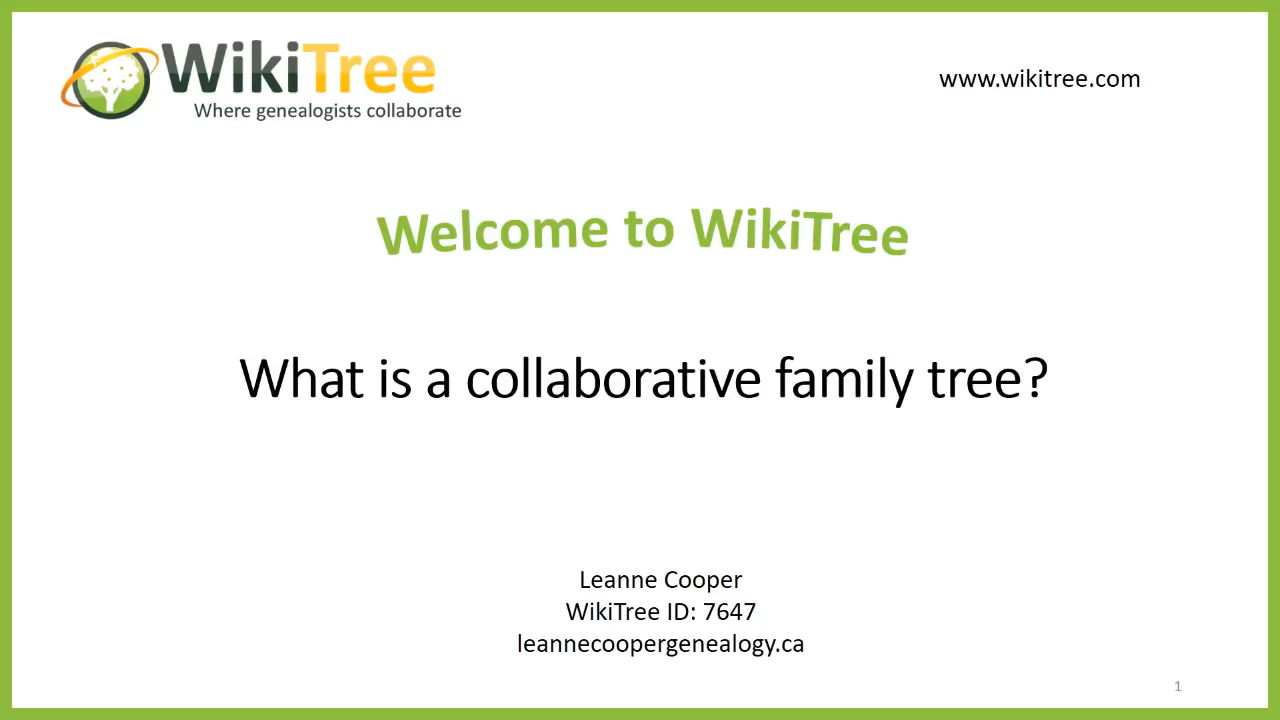 WikiTree
Where genealogists collaborate
www.wikitree.com
Welcome to WikiTree
What is a collaborative family tree?
Leanne Cooper
WikiTree ID: 7647
leannecoopergenealogy.ca
1